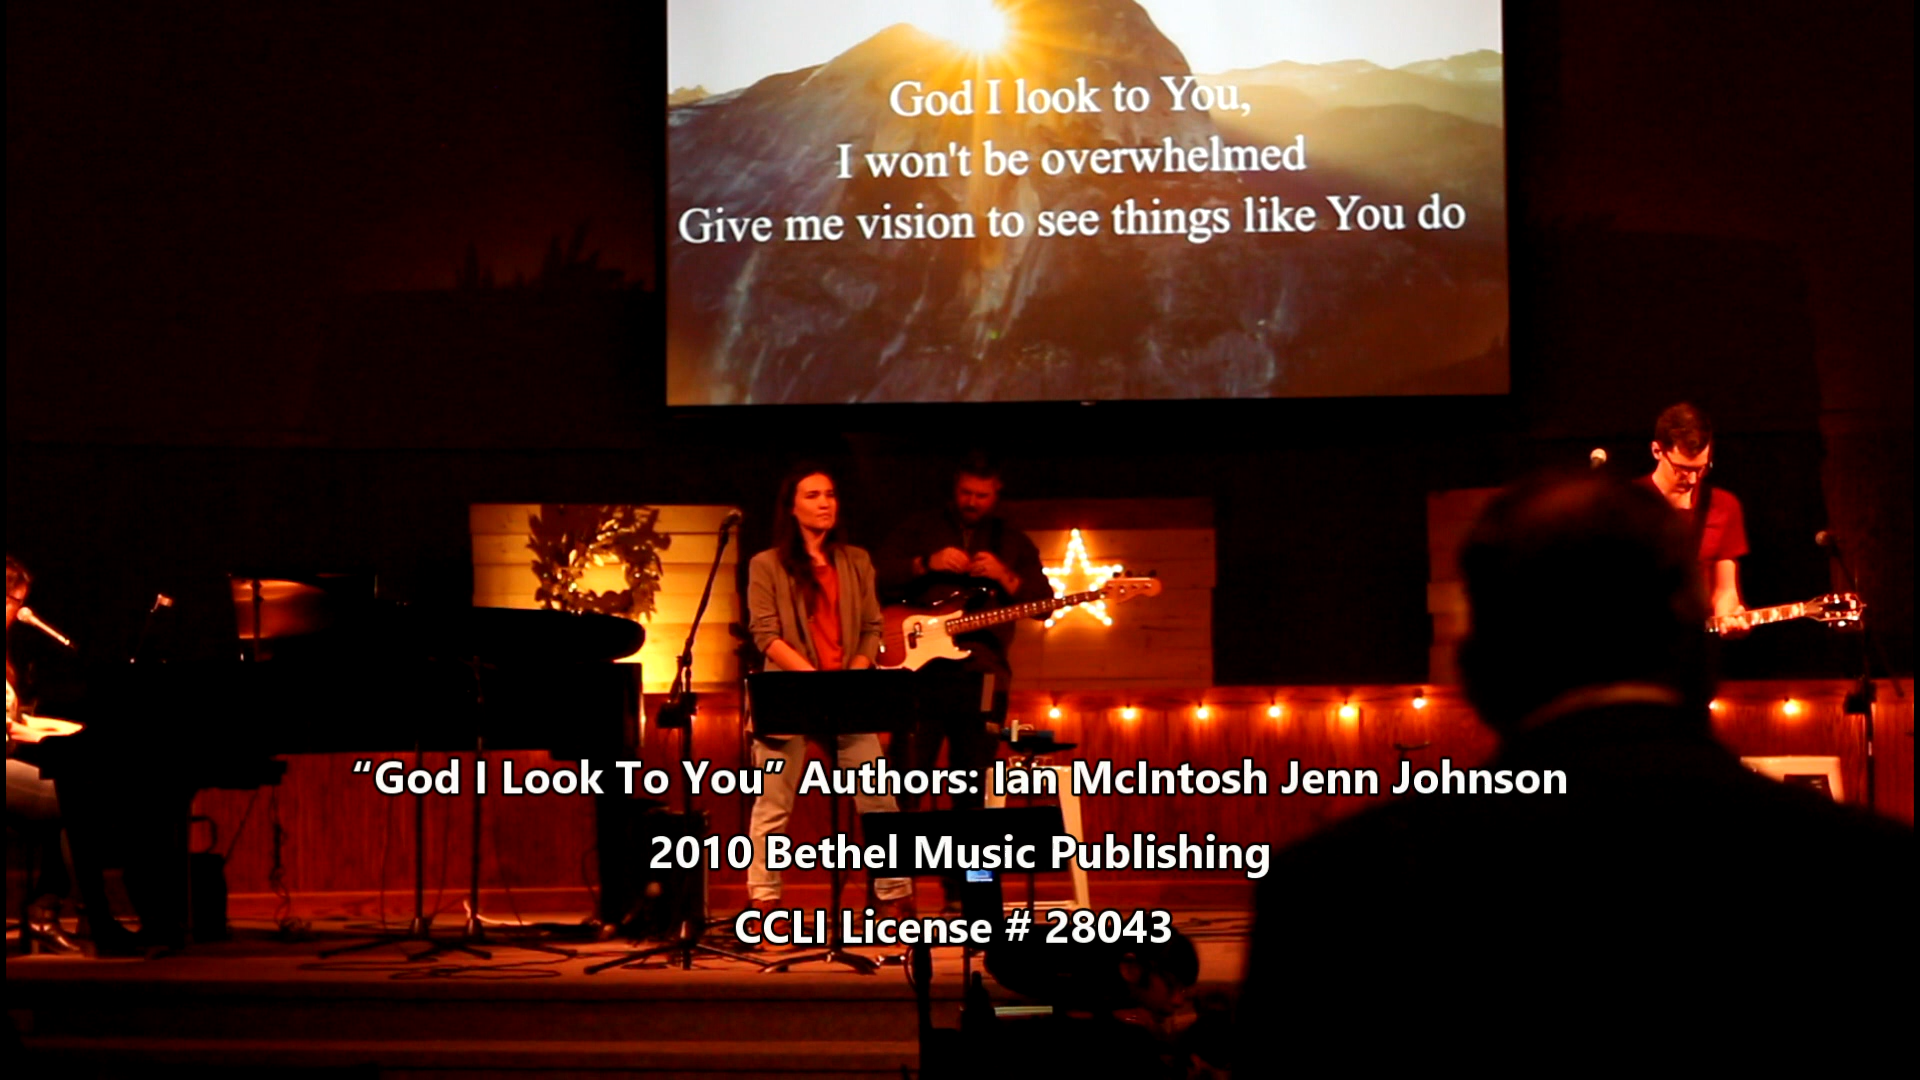 God I look to You,
I won't be overwhelmed
Give me vision to see things like You do
“God I Look To You” Authors: Ian McIntosh Jenn Johnson
2010 Bethel Music Publishing
CCLI License # 28043